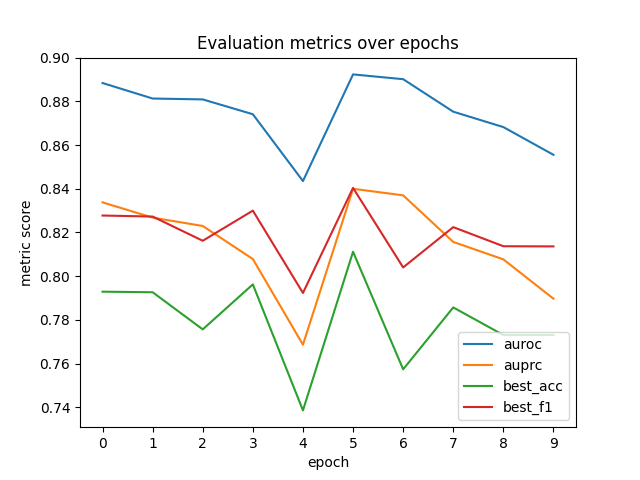 Evaluation metrics over epochs
metric score
0.90
0.88
0.86
0.84
0.82
0.80
0.78
0.76
0.74
auroc
auprc
best_acc
best_f1
0 1 2 3 4 5 6 7 8 9
epoch